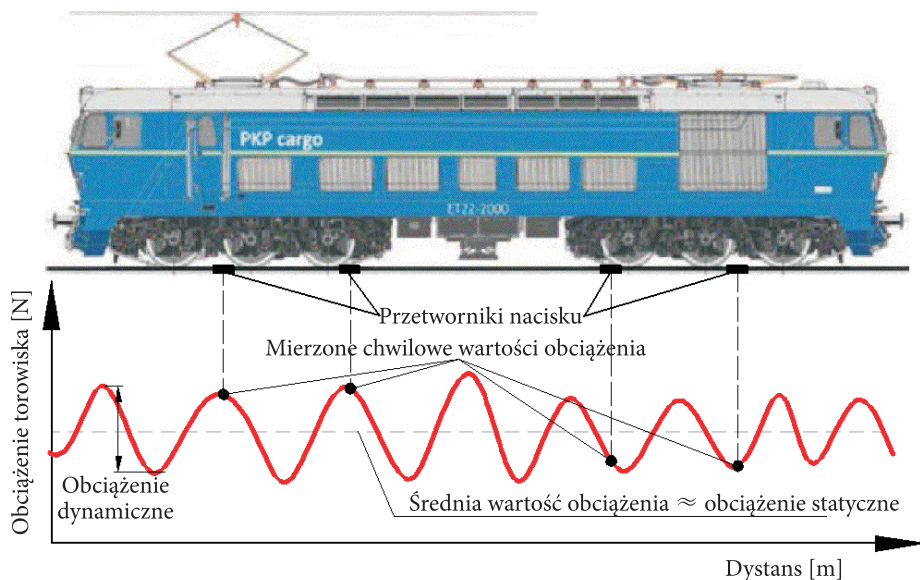 PKP cargo
ET22-2000
Przetworniki nacisku
Mierzone chwilowe wartości obciążenia
Obciążenie torowiska [N]
Obciążenie
dynamiczne
Średnia wartość obciążenia ≈ obciążenie statyczne
Dystans [m]